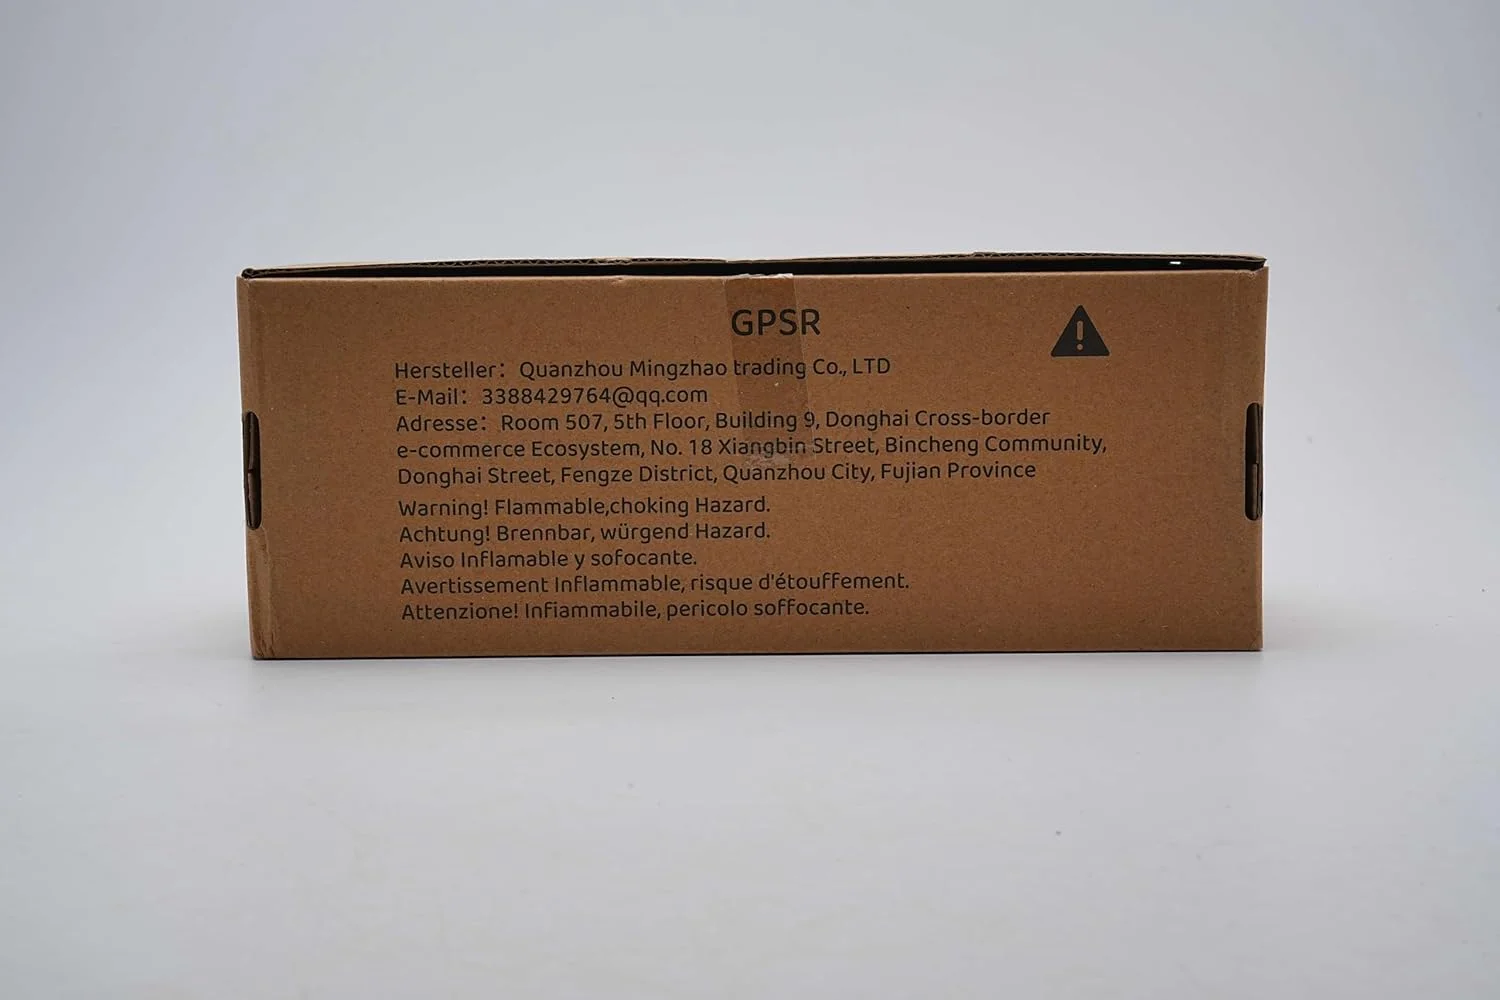 GPSR
Hersteller: Quanzhou Mingzhao trading Co., LTD
E-Mail: 3388429764@qq.com
Adresse: Room 507, 5th Floor, Building 9, Donghai Cross-border
e-commerce Ecosystem, No. 18 Xiangbin Street, Bincheng Community,
Donghai Street, Fengze District, Quanzhou City, Fujian Province
Warning! Flammable,choking Hazard.
Achtung! Brennbar, würgend Hazard.
Aviso Inflamable y sofocante.
Avertissement Inflammable, risque d'étouffement.
Attenzione! Infiammabile, pericolo soffocante.